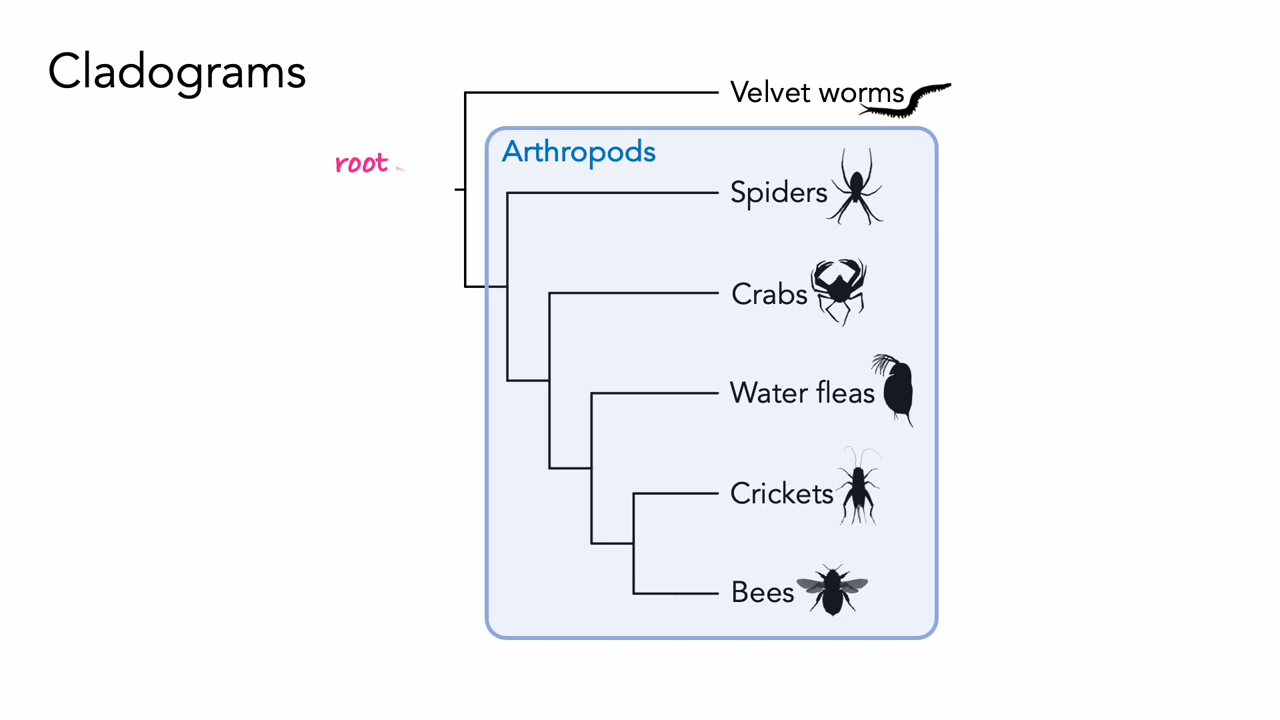 Cladograms
Velvet worms
root
Arthropods
Spiders
Crabs
Water fleas
Crickets
Bees